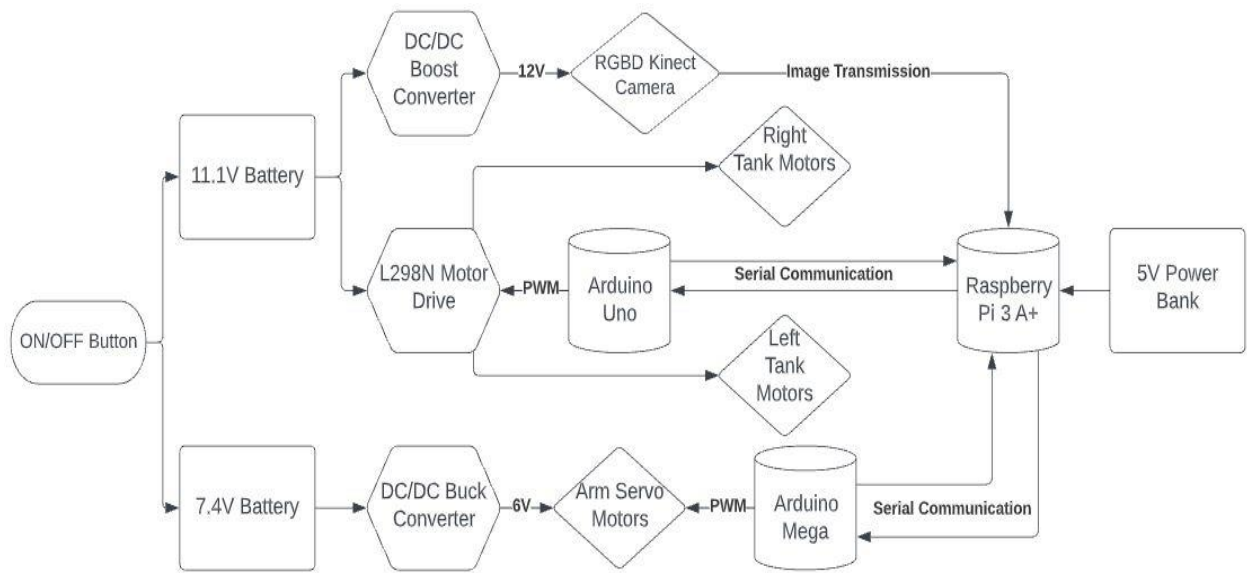 DC/DC
Boost
Converter
12V
RGBD Kinect
Camera
Image Transmission
Right
Tank Motors
11.1V Battery
L298N Motor
Drive
PWM
Arduino
Uno
Serial Communication
Raspberry
Pi 3 A+
5V Power
Bank
ON/OFF Button
Left
Tank
Motors
7.4V Battery
DC/DC Buck
Converter
6V
Arm Servo
Motors
PWM
Arduino
Mega
Serial Communication